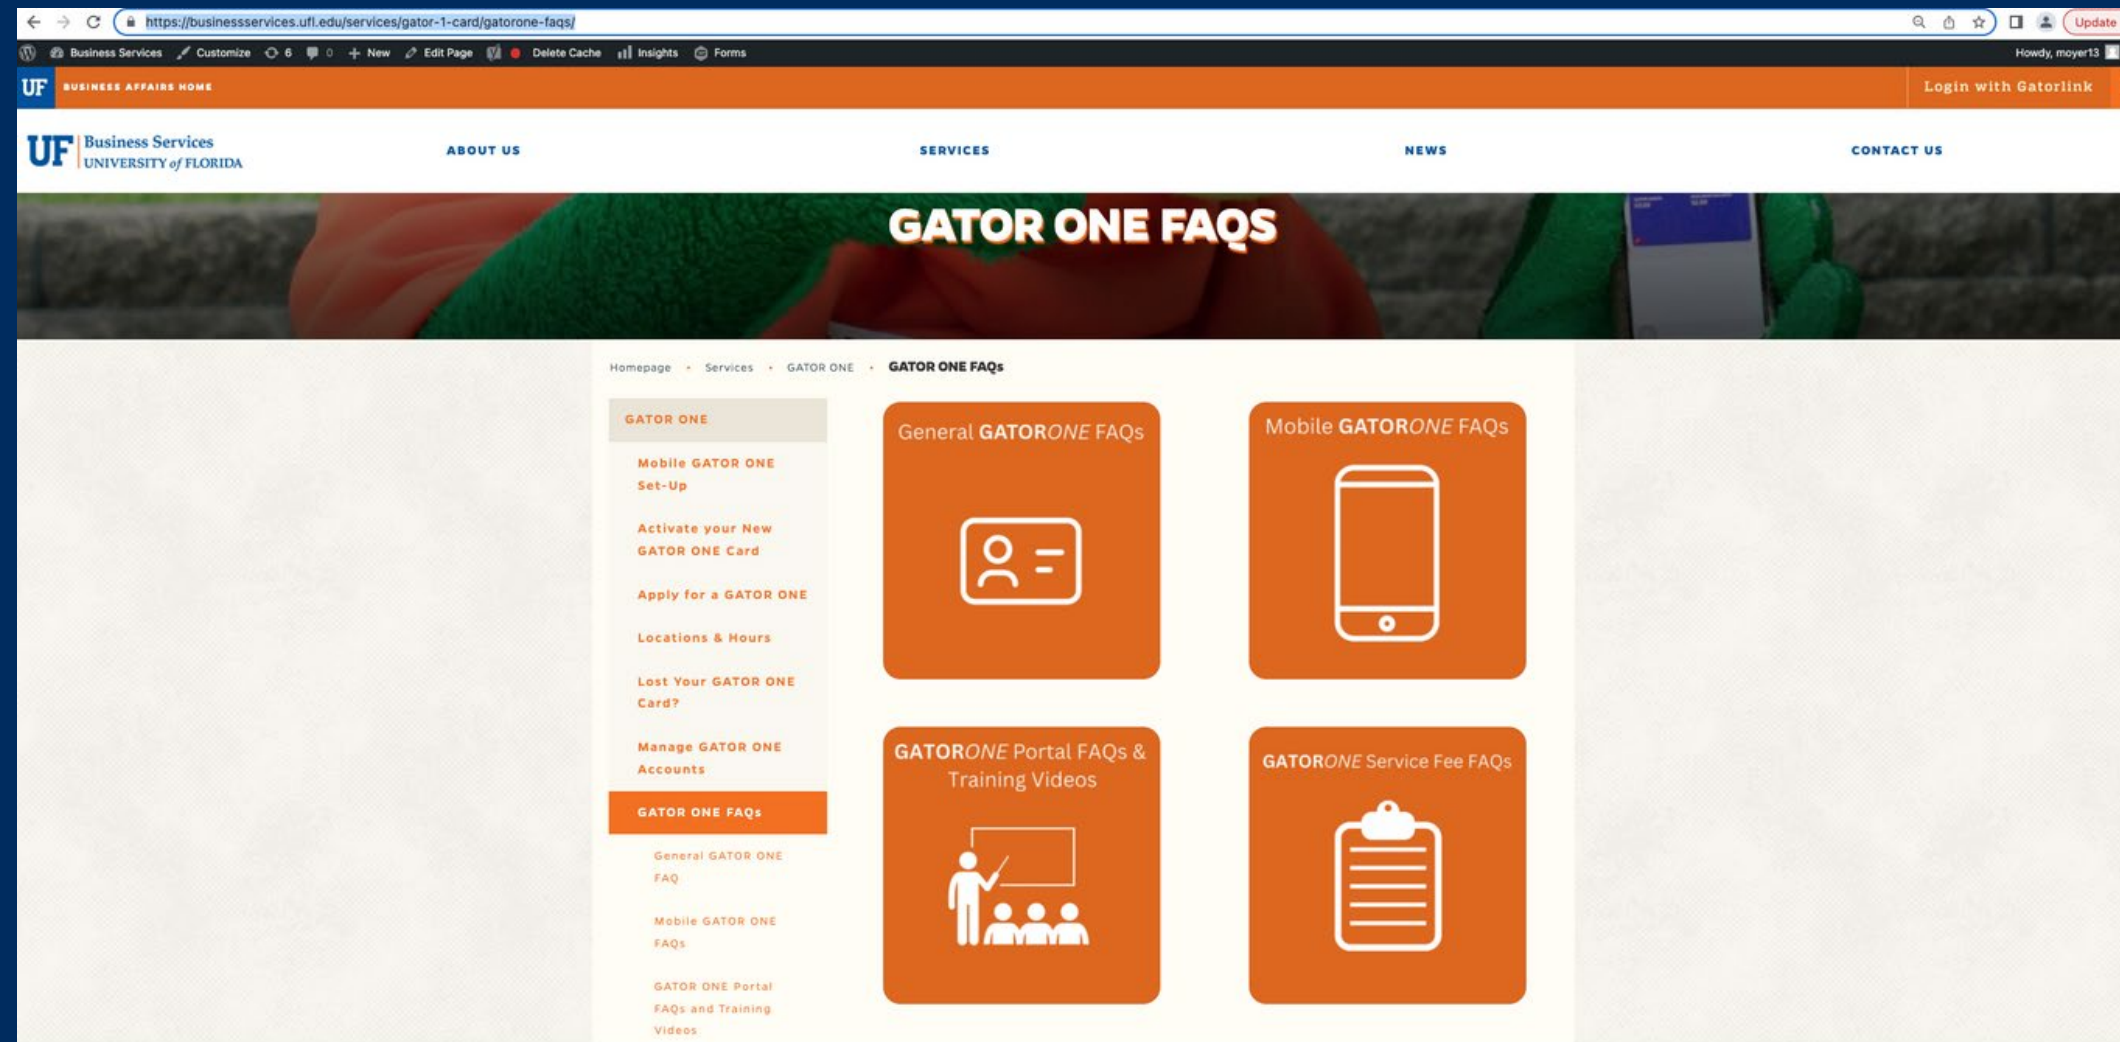 https://businessservices.ufl.edu/services/gator-1-card/gatorone-faqs/
Update
Business Services Customize 6 0 + New Edit Page Delete Cache Insights Forms
Howdy, moyer13
UF BUSINESS AFFAIRS HOME
Login with Gatorlink
UF Business Services
UNIVERSITY of FLORIDA
ABOUT US
SERVICES
NEWS
CONTACT US
GATOR ONE FAQS
Homepage • Services • GATOR ONE • GATOR ONE FAQs
GATOR ONE
Mobile GATOR ONE
Set-Up
Activate your New
GATOR ONE Card
Apply for a GATOR ONE
Locations & Hours
Lost Your GATOR ONE
Card?
Manage GATOR ONE
Accounts
GATOR ONE FAQs
General GATOR ONE
FAQ
Mobile GATOR ONE
FAQs
GATOR ONE Portal
FAQs and Training
Videos
General GATORONE FAQs
Mobile GATORONE FAQs
GATORONE Portal FAQs &
Training Videos
GATORONE Service Fee FAQs